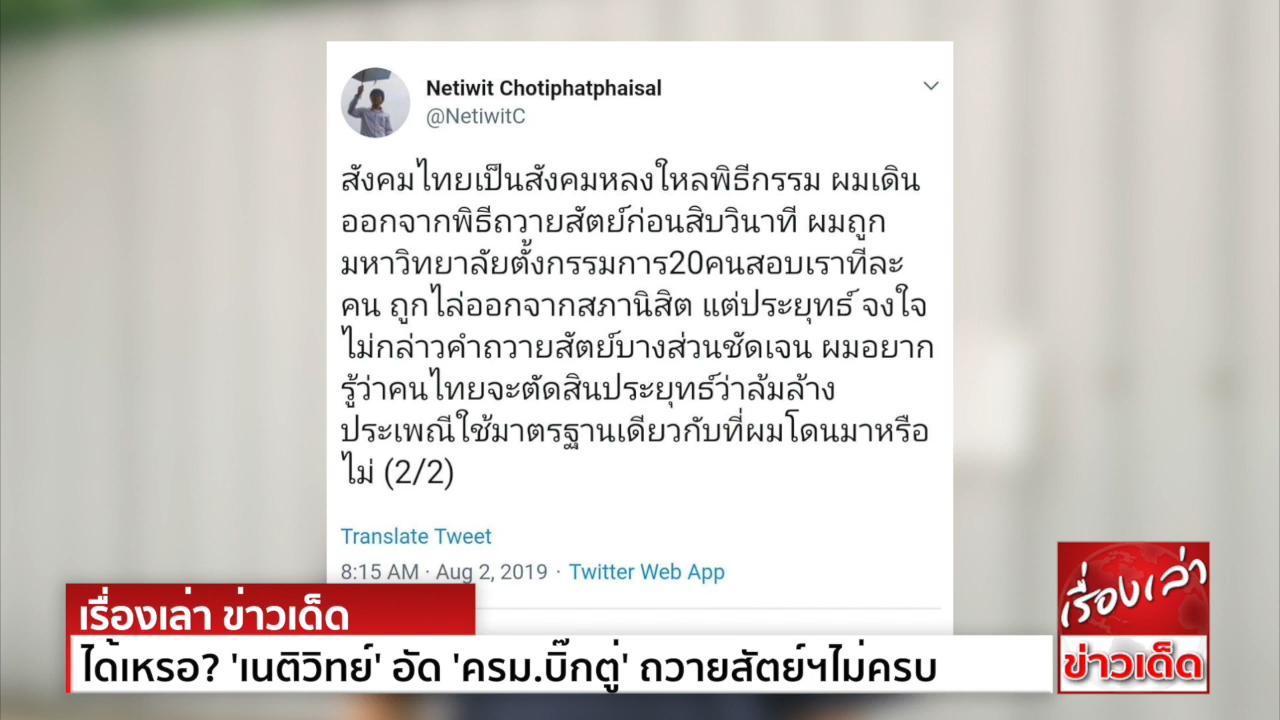 Netiwit Chotiphatphaisal
@NetiwitC
สังคมไทยเป็นสังคมหลงใหลพิธีกรรม ผมเดิน
ออกจากพิธีถวายสัตย์ก่อนสิบวินาที ผมถูก
มหาวิทยาลัยตั้งกรรมการ20คนสอบเราทีละ
คน ถูกไล่ออกจากสภานิสิต แต่ประยุทธ์ จงใจ
ไม่กล่าวคำถวายสัตย์บางส่วนชัดเจน ผมอยาก
รู้ว่าคนไทยจะตัดสินประยุทธ์ว่าล้มล้าง
ประเพณีใช้มาตรฐานเดียวกับที่ผมโดนมาหรือ
ไม่ (2/2)
Translate Tweet
8:15 AM · Aug 2, 2019 · Twitter Web App
เรื่องเล่า ข่าวเด็ด
ได้เหรอ? 'เนติวิทย์' อัด 'ครม.บิ๊กตู่' ถวายสัตย์ฯไม่ครบ
เรื่องเล่า
ข่าวเด็ด